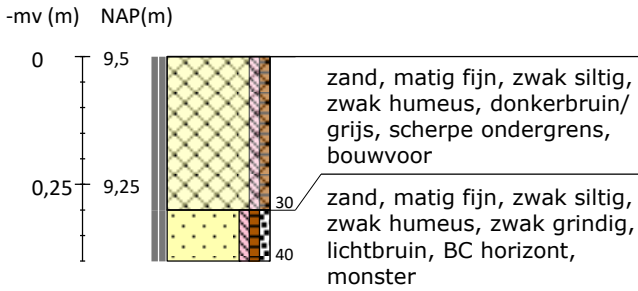 -mv (m) NAP(m)
0 9,5
zand, matig fijn, zwak siltig,
zwak humeus, donkerbruin/
grijs, scherpe ondergrens,
bouwvoor
0,25 9,25
30
zand, matig fijn, zwak siltig,
zwak humeus, zwak grindig,
lichtbruin, BC horizont,
monster
40